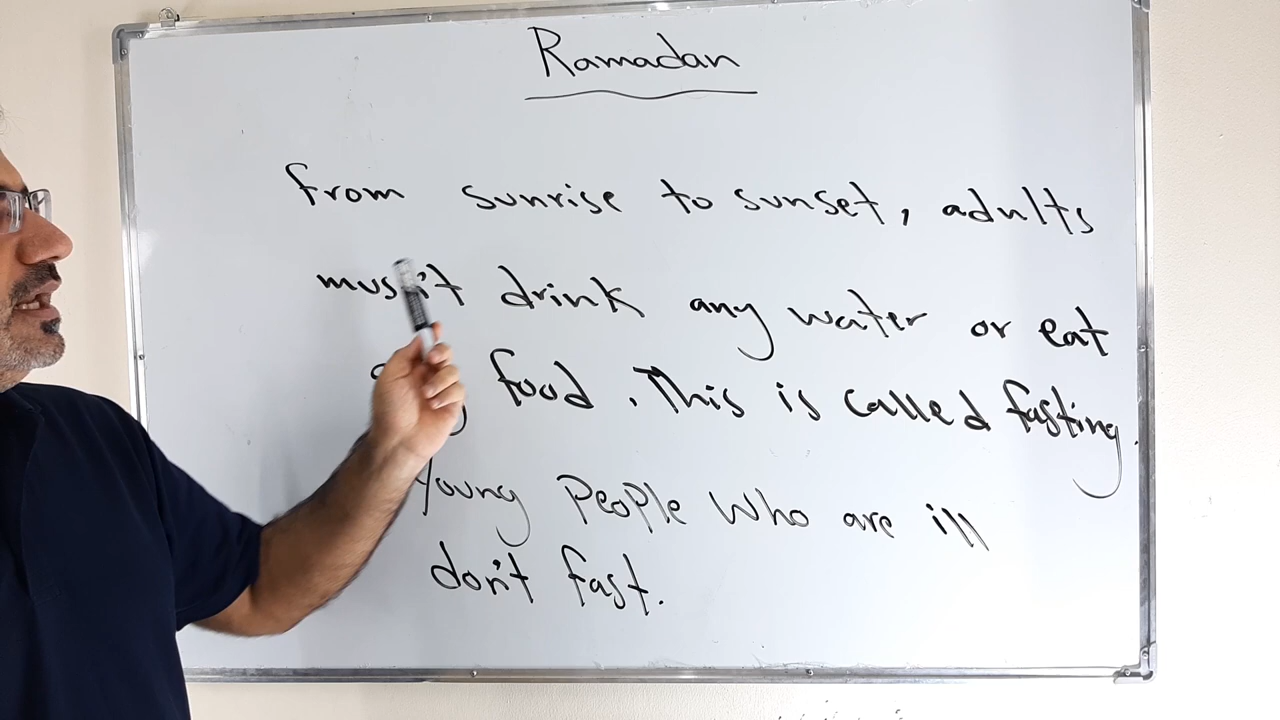 Ramadan
from sunrise to sunset, adults
drink any water or eat
food. This is called fasting.
Young People Who are ill
don't fast.